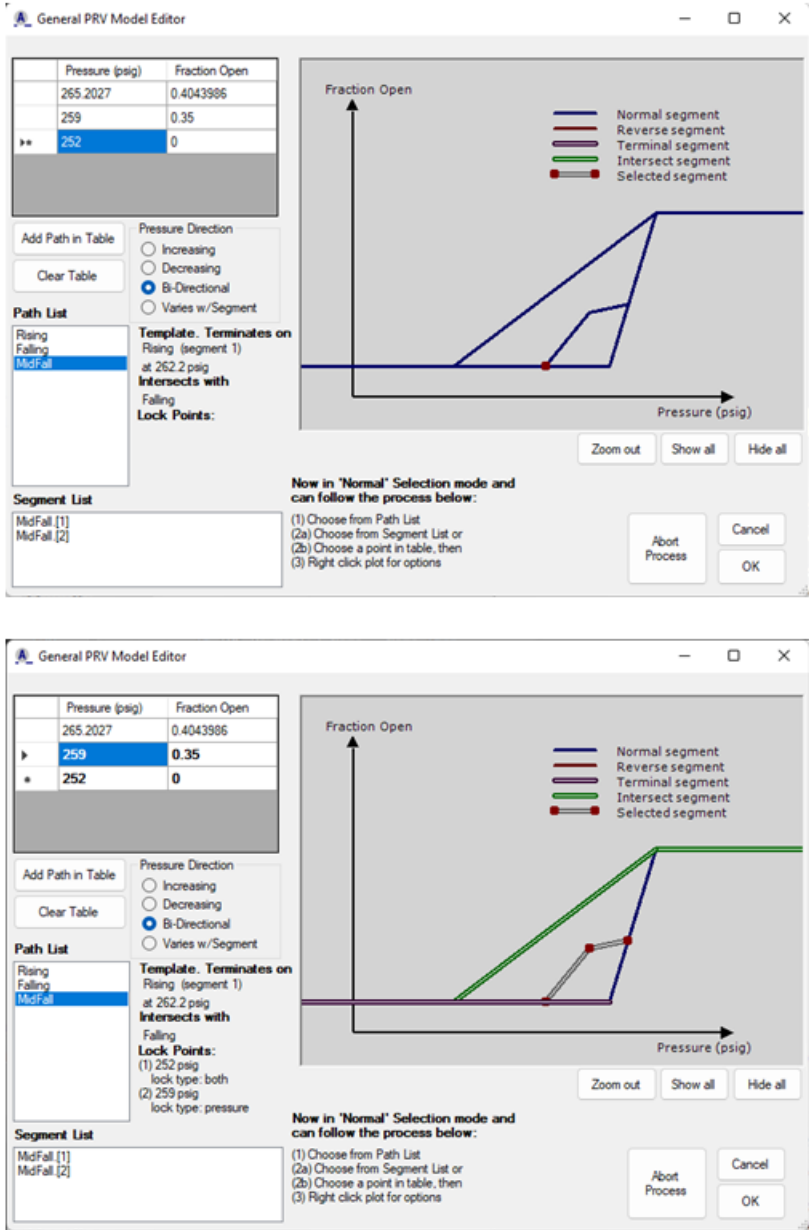 General PRV Model Editor
Pressure (psig) Fraction Open
265.2027 0.4043986
259 0.35
252 0
Fraction Open
Normal segment
Reverse segment
Terminal segment
Intersect segment
Selected segment
Pressure (psig)
Add Path in Table
Clear Table
Pressure Direction
Increasing
Decreasing
Bi-Directional
Varies w/Segment
Path List
Rising
Falling
MidFall
Template. Terminates on
Rising (segment 1)
at 262.2 psig
Intersects with
Falling
Lock Points:
Zoom out Show all Hide all
Segment List
MidFall.[1]
MidFall.[2]
Now in 'Normal' Selection mode and
can follow the process below:
(1) Choose from Path List
(2a) Choose from Segment List or
(2b) Choose a point in table, then
(3) Right click plot for options
Abort
Process
Cancel
OK
General PRV Model Editor
Pressure (psig) Fraction Open
265.2027 0.4043986
259 0.35
252 0
Fraction Open
Normal segment
Reverse segment
Terminal segment
Intersect segment
Selected segment
Pressure (psig)
Add Path in Table
Clear Table
Pressure Direction
Increasing
Decreasing
Bi-Directional
Varies w/Segment
Path List
Rising
Falling
MidFall
Template. Terminates on
Rising (segment 1)
at 262.2 psig
Intersects with
Falling
Lock Points:
(1) 252 psig
lock type: both
(2) 259 psig
lock type: pressure
Zoom out Show all Hide all
Segment List
MidFall.[1]
MidFall.[2]
Now in 'Normal' Selection mode and
can follow the process below:
(1) Choose from Path List
(2a) Choose from Segment List or
(2b) Choose a point in table, then
(3) Right click plot for options
Abort
Process
Cancel
OK